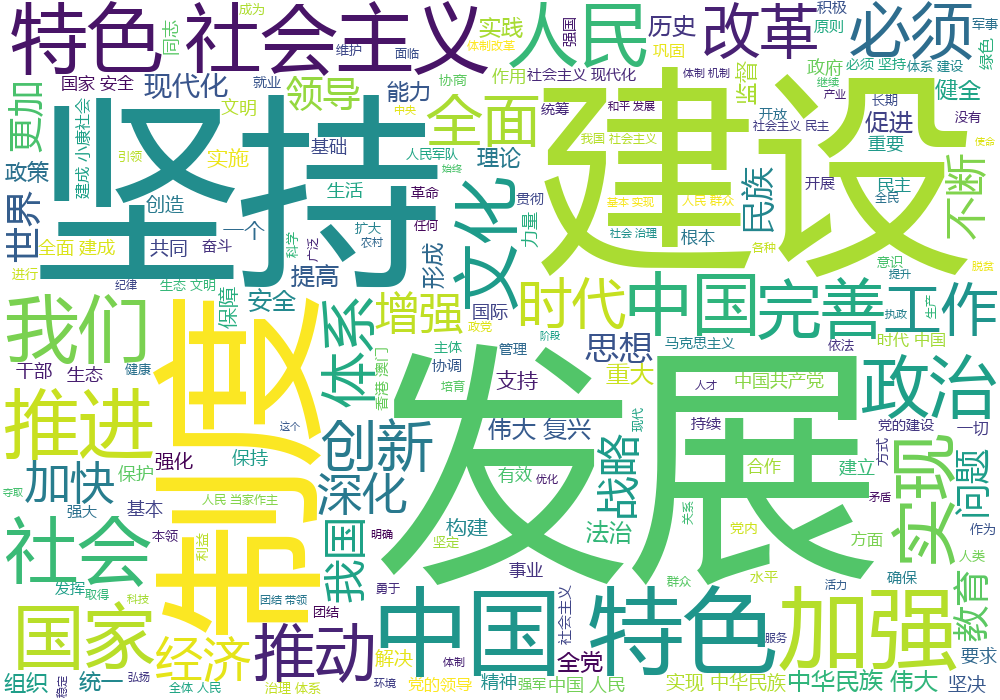 特色 社会主义
成为
同志
实践
体制改革
人民
强国
历史
巩固
改革
积极
原则
必须
军事
绿色
维护
面临
国家 安全
现代化
就业
领导
能力
协商
作用
社会主义 现代化
体制 机制
监督
政府
继续
必须 坚持
体系 建设
健全
更加
建成 小康社会
坚持
文明
中央
全面
统筹
和平 发展
建设
开放
产业
长期
促进
没有
社会主义 民主
使命
政策
引领
实施
基础
人民军队
始终
理论
我国 社会主义
重要
不断
世界
创造
生活
革命
文化
贯彻
力量
基本 实现
人民 群众
民族
开展
民主
全民
全面 建成
共同
奋斗
一个
科学
广泛
扩大
农村
任何
社会 治理
根本
各种
意识
提升
脱贫
进行
纪律
生态 文明
保障
安全
提高
形成
国际
时代
中国
完善
工作
执政
生产
我们
制度
体系
增强
政党
阶段
思想
马克思主义
依法
时代 中国
干部
生态
健康
香港 澳门
主体
协调
培育
管理
支持
重大
人才
中国共产党
政治
推进
这个
创新
发展
伟大 复兴
现代
持续
党的建设
一切
加快
保护
强化
保持
深化
有效
优化
战略
合作
建立
方式
矛盾
实现
问题
夺取
强大
基本
人民 当家作主
我国
构建
法治
关系
党内
方面
作为
社会
本领
利益
明确
坚定
事业
群众
水平
活力
确保
人类
教育
发挥
取得
科技
团结 带领
团结
勇于
国家
经济
推动
中国
特色
社会主义
加强
服务
要求
组织
稳定
统一
弘扬
全体 人民
治理 体系
解决
环境
体制
党的领导
精神
强军
全党
中国 人民
实现 中华民族
中华民族 伟大
坚决